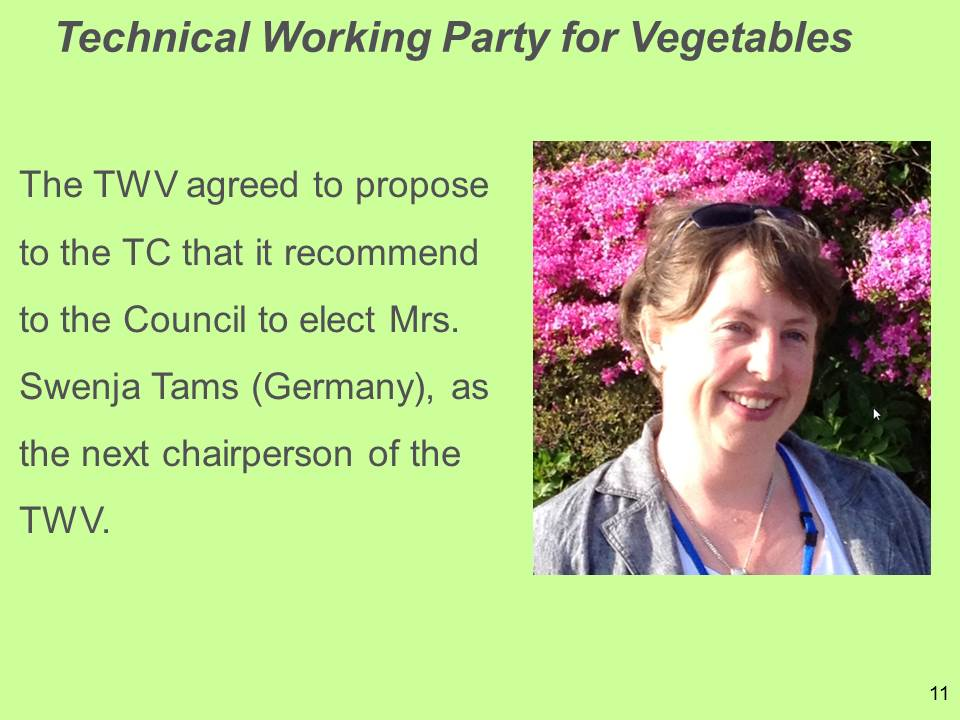 Technical Working Party for Vegetables
The TWV agreed to propose
to the TC that it recommend
to the Council to elect Mrs.
Swenja Tams (Germany), as
the next chairperson of the
TWV.
11